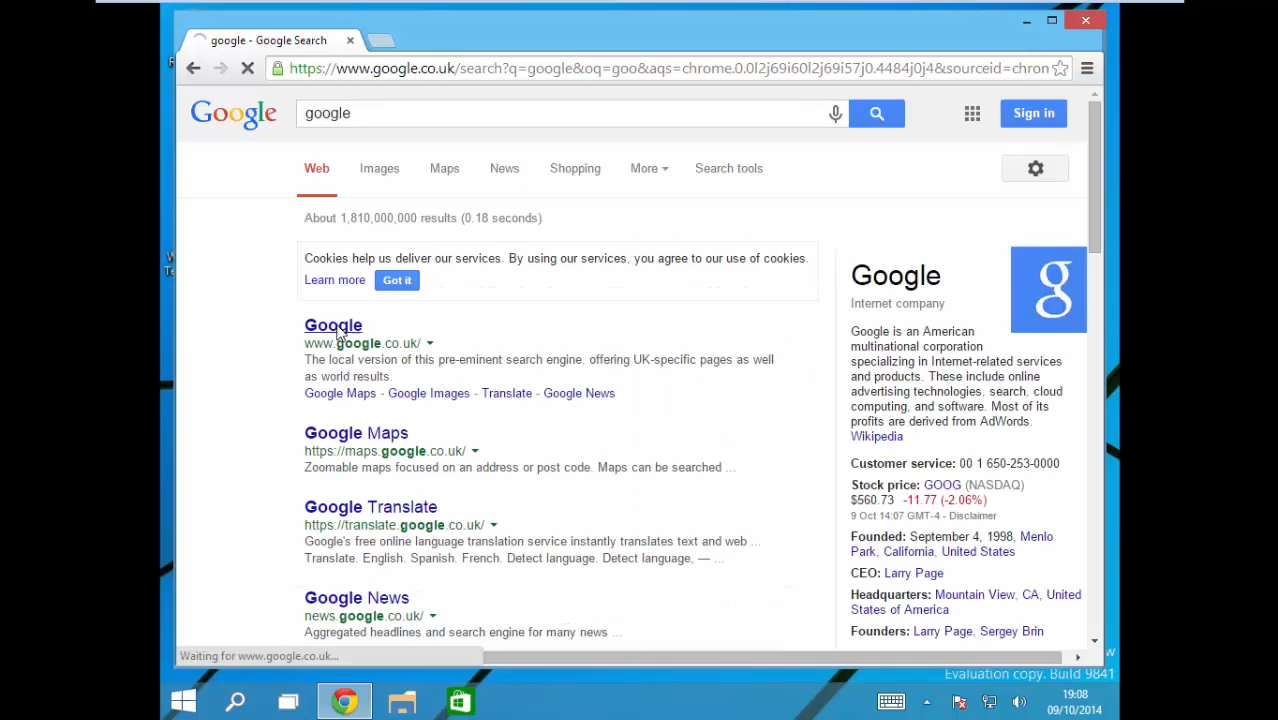 google - Google Search
https://www.google.co.uk/search?q=google&oq=goo&aqs=chrome.0.0l2j69i60l2j69i57j0.4484j0j4&sourceid=chron
Google
google
Sign in
Web
Images
Maps
News
Shopping
More
Search tools
About 1,810,000,000 results (0.18 seconds)
Cookies help us deliver our services. By using our services, you agree to our use of cookies.
Learn more
Got it
Google
www.google.co.uk/
The local version of this pre-eminent search engine, offering UK-specific pages as well
as world results.
Google Maps - Google Images - Translate - Google News
Google Maps
https://maps.google.co.uk/
Zoomable maps focused on an address or post code. Maps can be searched ...
Google Translate
https://translate.google.co.uk/
Google's free online language translation service instantly translates text and web ...
Translate. English. Spanish. French. Detect language. Detect language, — ...
Google News
news.google.co.uk/
Aggregated headlines and search engine for many news ...
Google
Internet company
g
Google is an American
multinational corporation
specializing in Internet-related services
and products. These include online
advertising technologies, search, cloud
computing, and software. Most of its
profits are derived from AdWords.
Wikipedia
Customer service: 00 1 650-253-0000
Stock price: GOOG (NASDAQ)
$560.73 -11.77 (-2.06%)
9 Oct 14:07 GMT-4 - Disclaimer
Founded: September 4, 1998, Menlo
Park, California, United States
CEO: Larry Page
Headquarters: Mountain View, CA, United
States of America
Founders: Larry Page, Sergey Brin
Waiting for www.google.co.uk...
Evaluation copy. Build 9841
19:08
09/10/2014